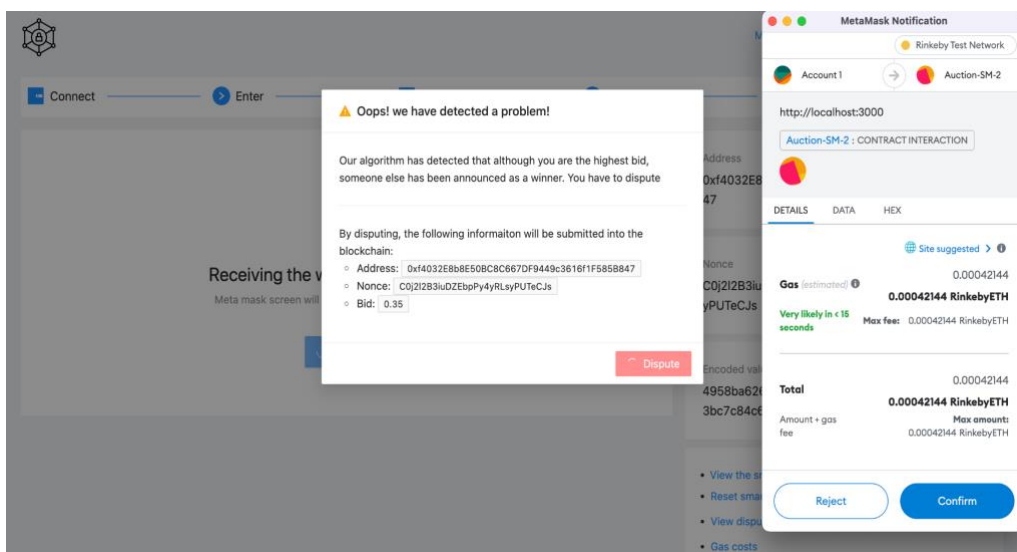 Connect
Enter
Receiving the w
Meta mask screen will
Oops! we have detected a problem!
Our algorithm has detected that although you are the highest bid,
someone else has been announced as a winner. You have to dispute
By disputing, the following informaiton will be submitted into the
blockchain:
Address: 0xf4032E8b8E50BC8C667DF9449c3616f1F585B847
Nonce: C0j2I2B3iuDZEbpPy4yRLsyPUTeCJs
Bid: 0.35
Dispute
Address
0xf4032E8
47
Nonce
C0j2I2B3iu
yPUTeCJs
Encoded val
4958ba626
3bc7c84c6
View the s
Reset sma
View dispu
Gas costs
MetaMask Notification
Rinkeby Test Network
Account 1
Auction-SM-2
http://localhost:3000
Auction-SM-2 : CONTRACT INTERACTION
DETAILS DATA HEX
Site suggested >
Gas (estimated) 0.00042144
0.00042144 RinkebyETH
Very likely in < 15 seconds Max fee: 0.00042144 RinkebyETH
Total 0.00042144
0.00042144 RinkebyETH
Amount + gas fee Max amount: 0.00042144 RinkebyETH
Reject Confirm